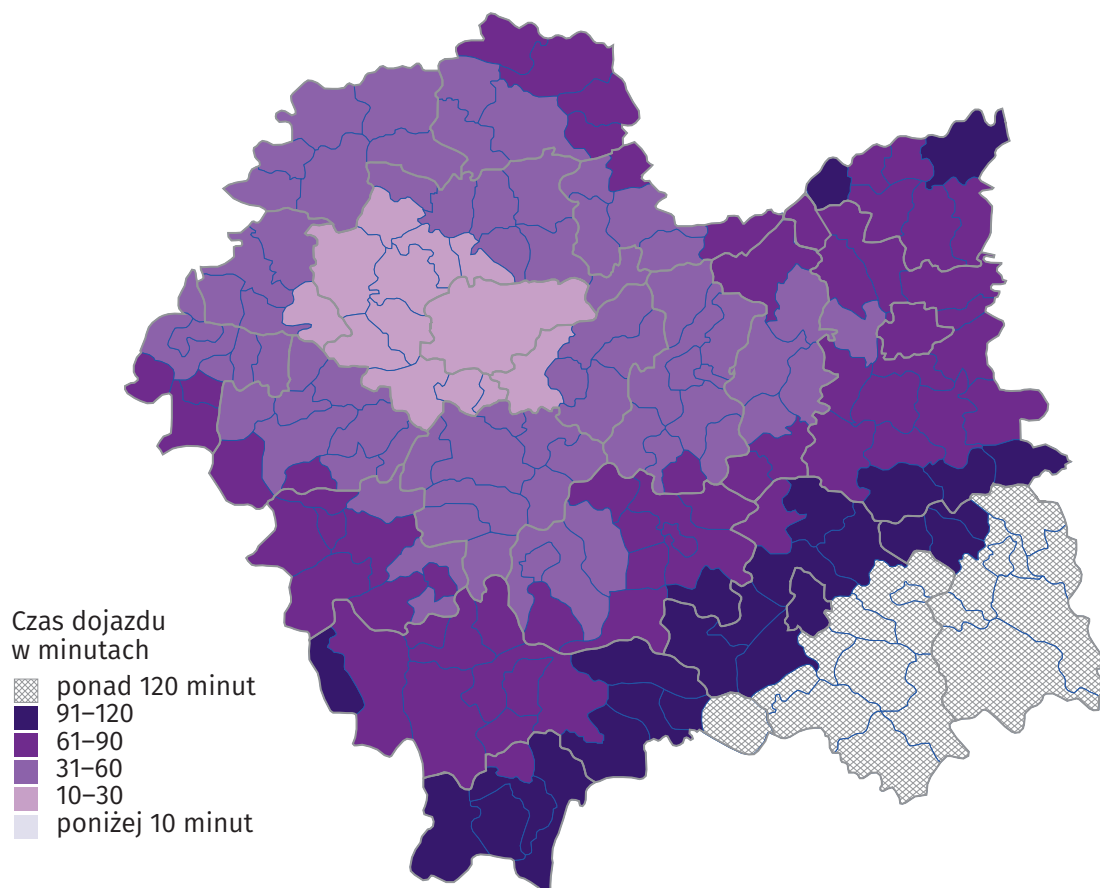 Czas dojazdu
w minutach
ponad 120 minut
91–120
61–90
31–60
10–30
poniżej 10 minut